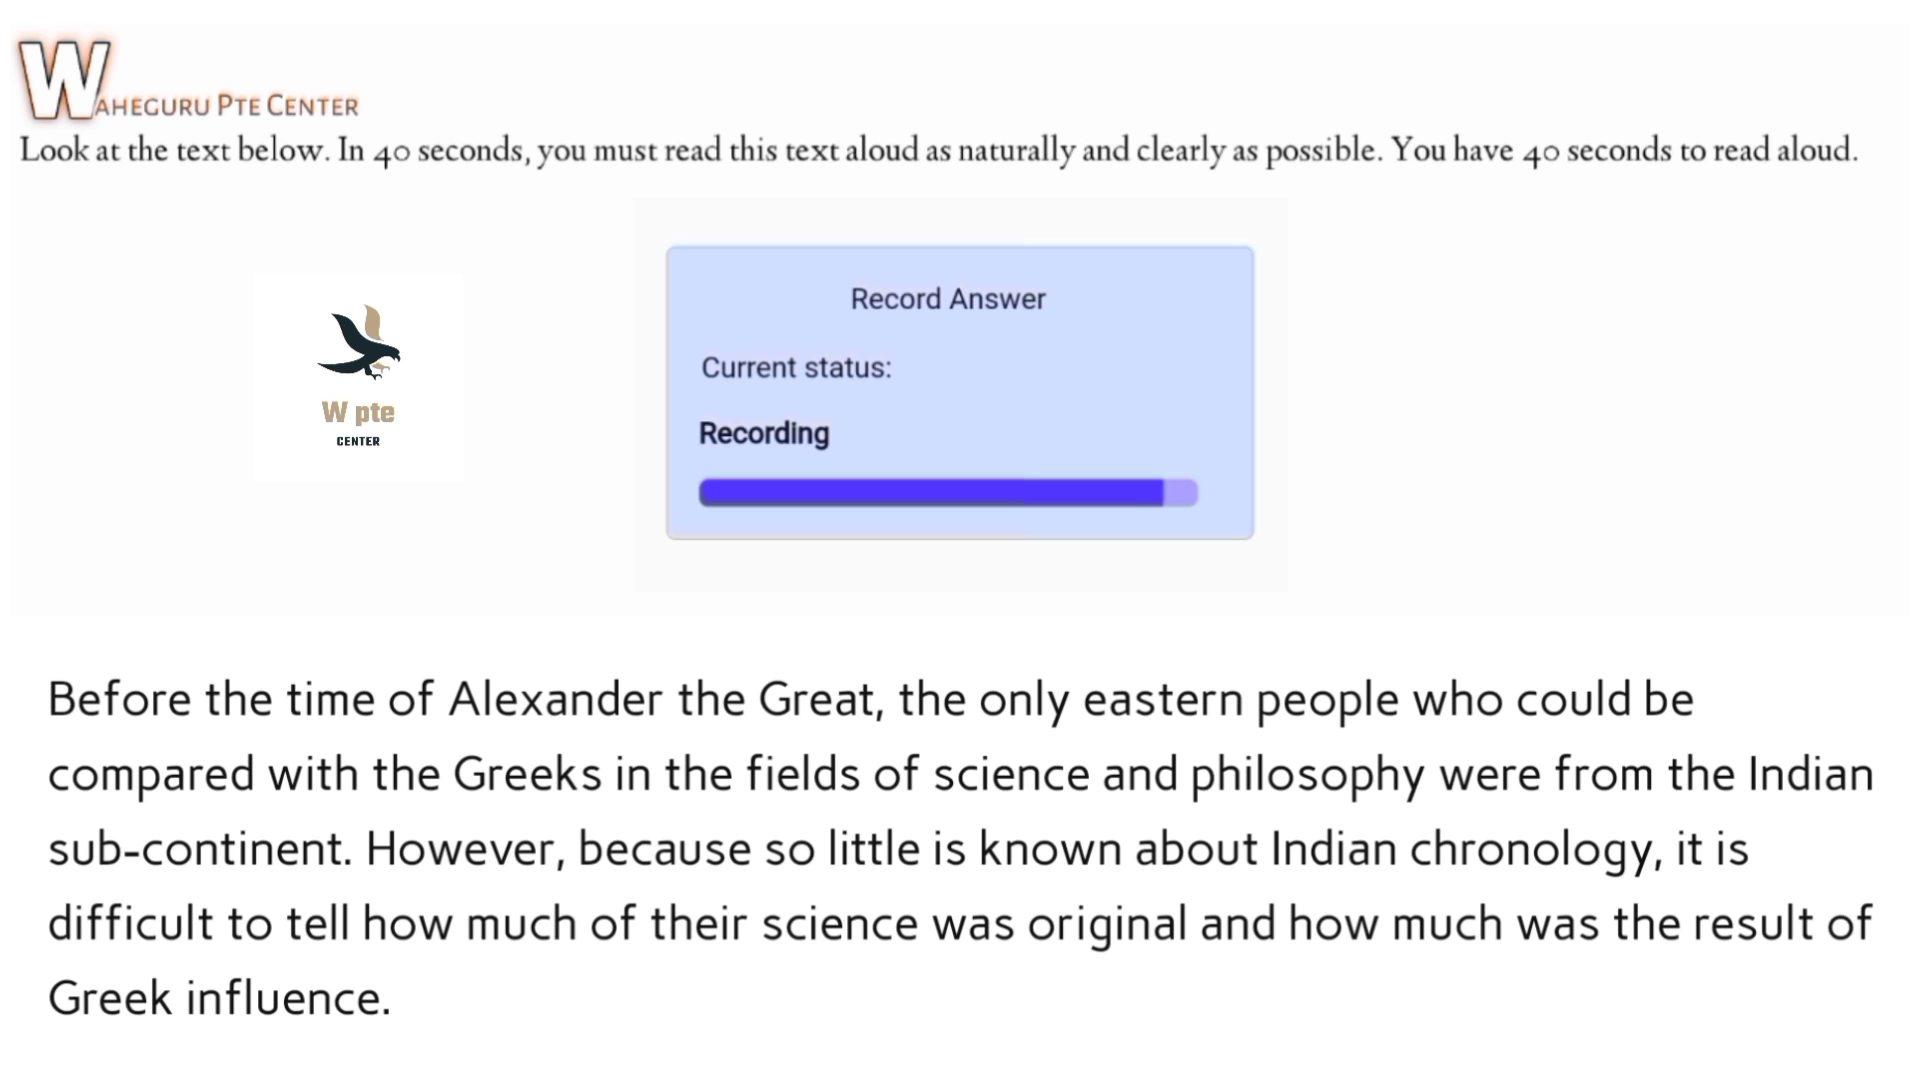 WAHEGURU PTE CENTER
Look at the text below. In 40 seconds, you must read this text aloud as naturally and clearly as possible. You have 40 seconds to read aloud.
Record Answer
Current status:
Recording
W pte
CENTER
Before the time of Alexander the Great, the only eastern people who could be
compared with the Greeks in the fields of science and philosophy were from the Indian
sub-continent. However, because so little is known about Indian chronology, it is
difficult to tell how much of their science was original and how much was the result of
Greek influence.